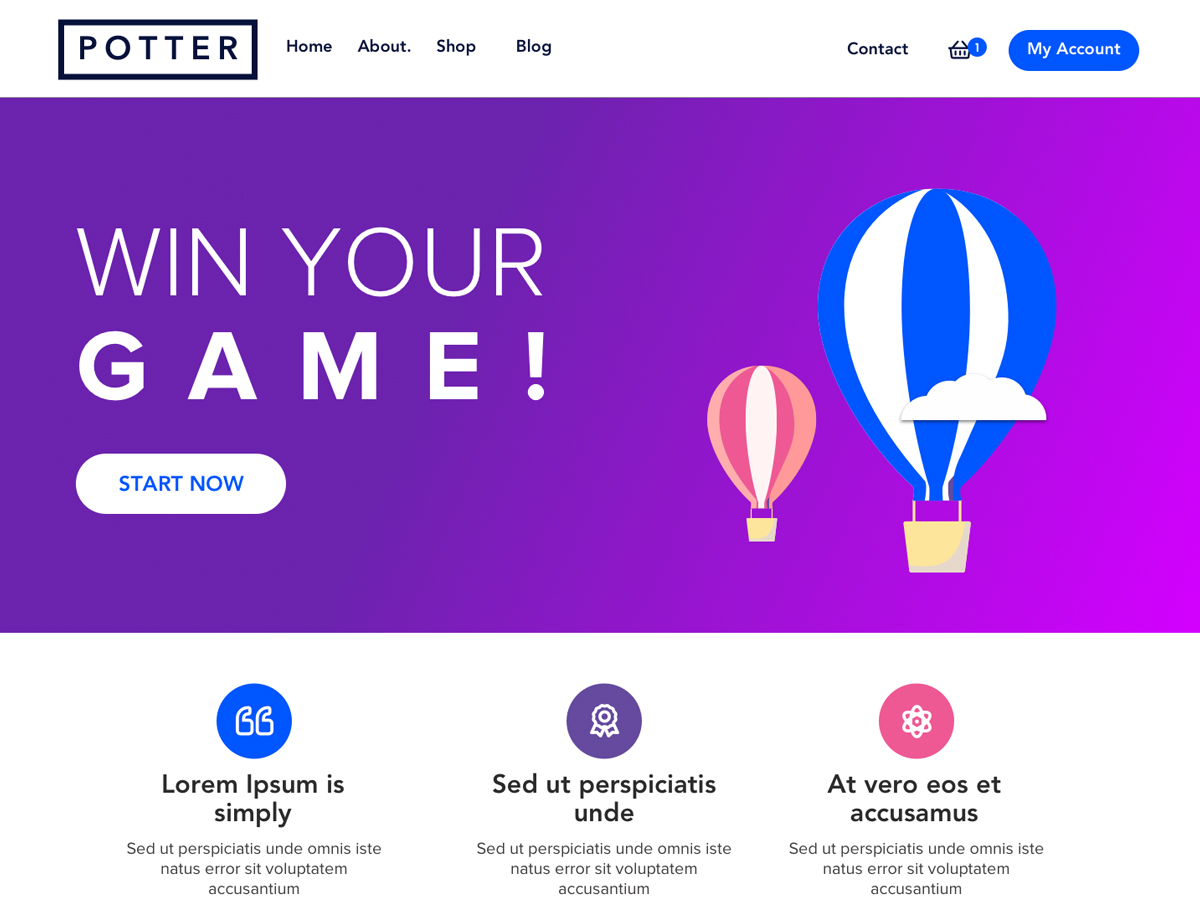 POTTER
Home About. Shop Blog
Contact 1 My Account
WIN YOUR
GAME!
START NOW
Lorem Ipsum is
simply
Sed ut perspiciatis unde omnis iste
natus error sit voluptatem
accusantium
Sed ut perspiciatis
unde
Sed ut perspiciatis unde omnis iste
natus error sit voluptatem
accusantium
At vero eos et
accusamus
Sed ut perspiciatis unde omnis iste
natus error sit voluptatem
accusantium